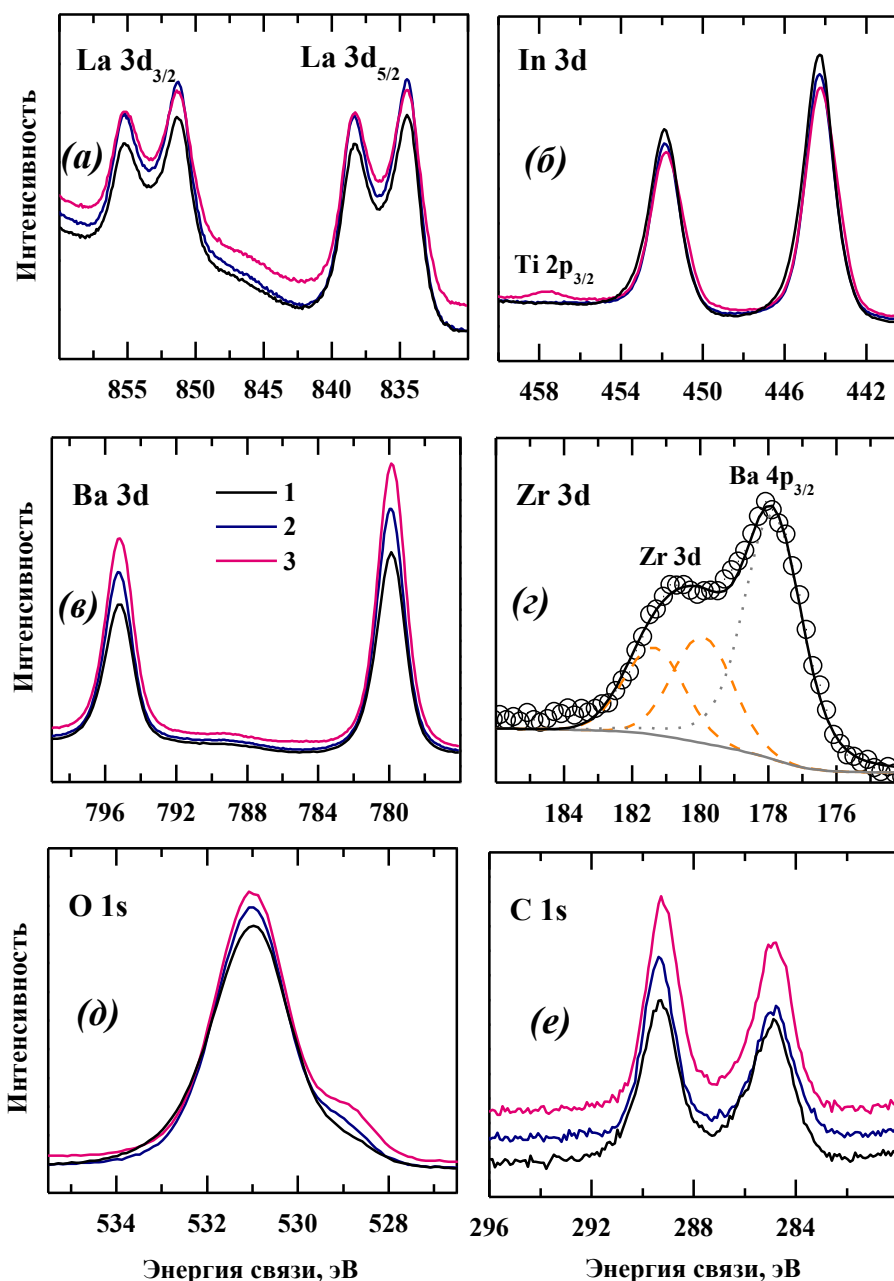 La 3d3/2 La 3d5/2
(а)
Интенсивность
855 850 845 840 835
In 3d
(б)
Ti 2p3/2
458 454 450 446 442
Ba 3d
1
2
3
(в)
Интенсивность
796 792 788 784 780
Zr 3d
Ba 4p3/2
Zr 3d
(г)
184 182 180 178 176
O 1s
(д)
Интенсивность
534 532 530 528
Энергия связи, эВ
C 1s
(е)
296 292 288 284
Энергия связи, эВ